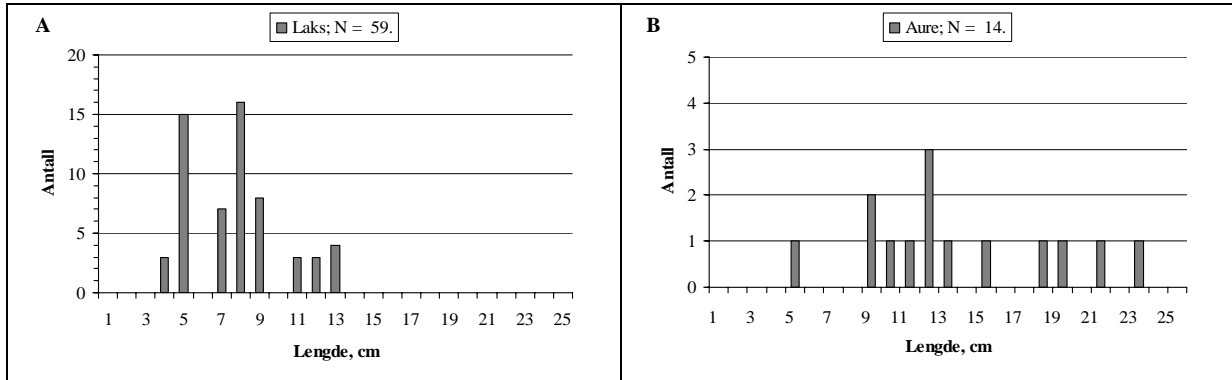 A
Laks; N = 59.
20
15
10
5
0
Antall
1 3 5 7 9 11 13 15 17 19 21 23 25
Lengde, cm
B
Aure; N = 14.
5
4
3
2
1
0
Antall
1 3 5 7 9 11 13 15 17 19 21 23 25
Lengde, cm